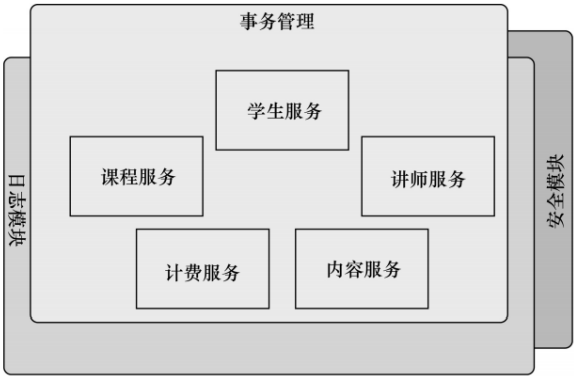 事务管理
学生服务
课程服务
讲师服务
计费服务
内容服务
日志模块
安全模块